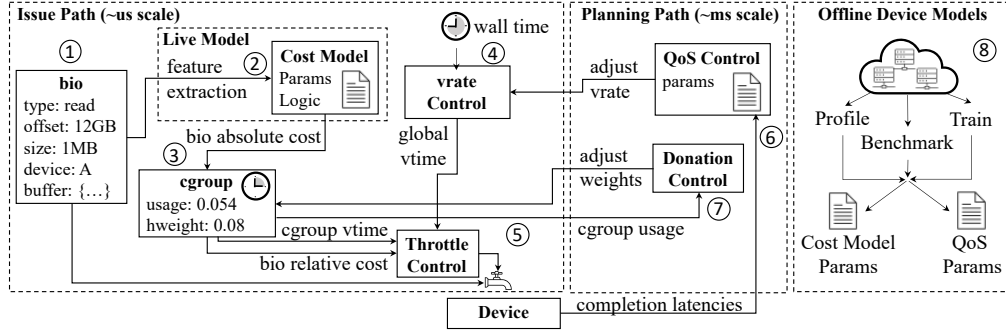 Issue Path (~us scale)
①
bio
type: read
offset: 12GB
size: 1MB
device: A
buffer: {...}
Live Model
②
feature
extraction
Cost Model
Params
Logic
bio absolute cost
③
cgroup
usage: 0.054
hweight: 0.08
cgroup vtime
bio relative cost
wall time
④
vrate
Control
global
vtime
⑤
Throttle
Control
Planning Path (~ms scale)
adjust
vrate
QoS Control
params
⑥
adjust
weights
Donation
Control
⑦
cgroup usage
Device
completion latencies
Offline Device Models
⑧
Profile
Train
Benchmark
Cost Model
Params
QoS
Params